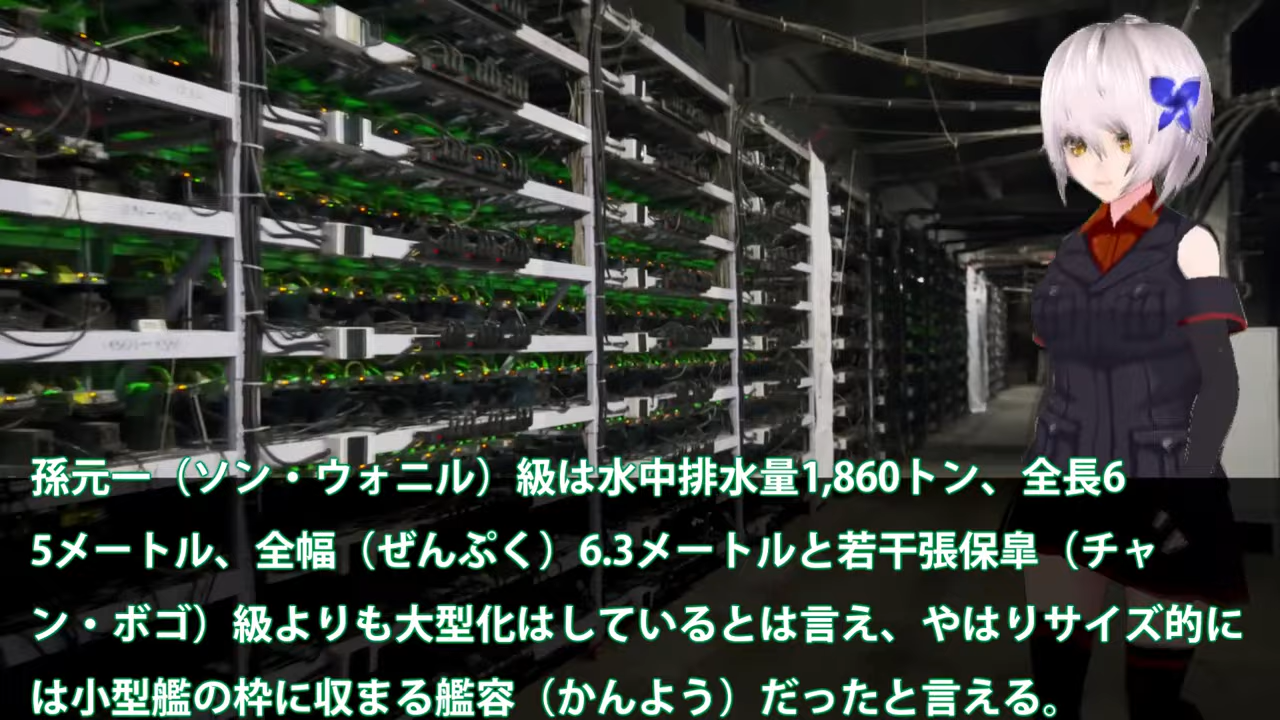 孫元一（ソン・ウォニル）級は水中排水量1,860トン、全長6
5メートル、全幅（ぜんぷく）6.3メートルと若干張保皐（チャ
ン・ボゴ）級よりも大型化はしているとは言え、やはりサイズ的に
は小型艦の枠に収まる艦容（かんよう）だったと言える。